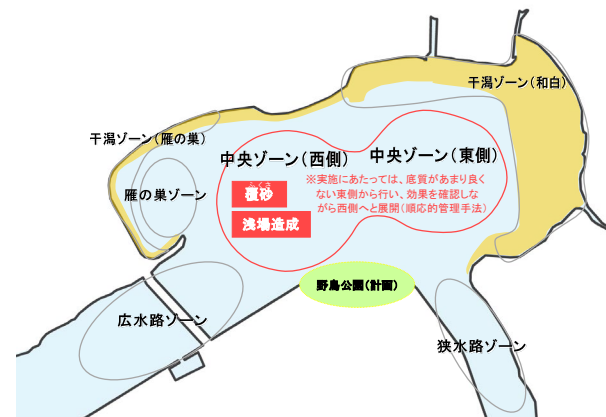 干潟ゾーン（和白）
干潟ゾーン（雁の巣）
中央ゾーン（西側）
中央ゾーン（東側）
※実施にあたっては、底質があまり良く
ない東側から行い、効果を確認しな
がら西側へと展開（順応的管理手法）
雁の巣ゾーン
ふくさ
覆砂
浅場造成
野鳥公園（計画）
広水路ゾーン
狭水路ゾーン